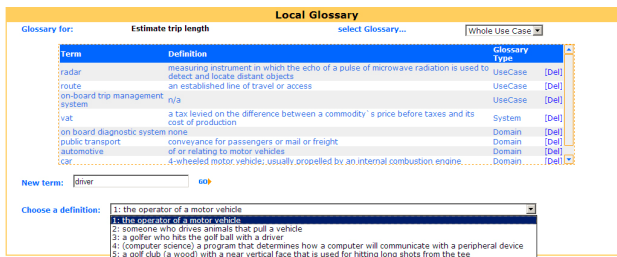 Local Glossary
Glossary for: Estimate trip length select Glossary... Whole Use Case
Term Definition Glossary Type
radar measuring instrument in which the echo of a pulse of microwave radiation is used to detect and locate distant objects UseCase [Del]
route an established line of travel or access UseCase [Del]
on-board trip management system n/a UseCase [Del]
vat a tax levied on the difference between a commodity`s price before taxes and its cost of production System [Del]
on board diagnostic system none Domain [Del]
public transport conveyance for passengers or mail or freight Domain [Del]
automotive of or relating to motor vehicles Domain [Del]
car 4-wheeled motor vehicle; usually propelled by an internal combustion engine Domain [Del]
New term: driver GO
Choose a definition: 1: the operator of a motor vehicle
1: the operator of a motor vehicle
2: someone who drives animals that pull a vehicle
3: a golfer who hits the golf ball with a driver
4: (computer science) a program that determines how a computer will communicate with a peripheral device
5: a golf club (a wood) with a near vertical face that is used for hitting long shots from the tee